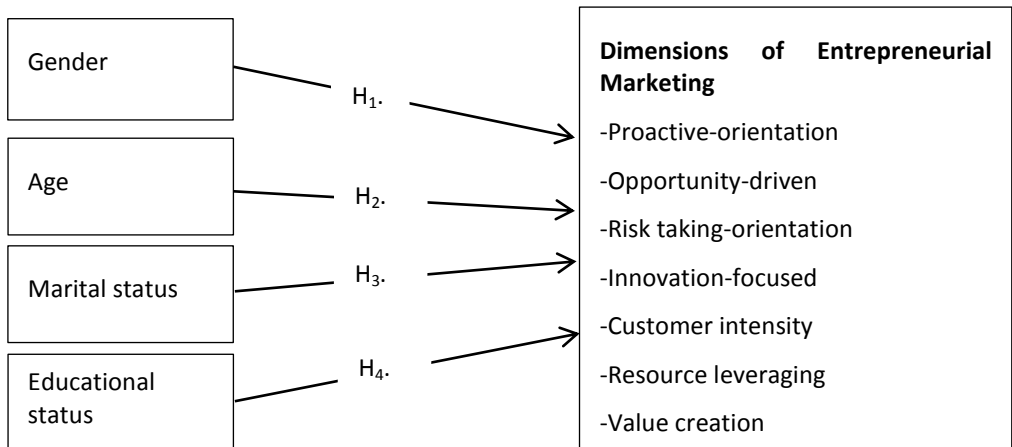 Gender
H₁.
Age
H₂.
Marital status
H₃.
Educational
status
H₄.
Dimensions of Entrepreneurial
Marketing
-Proactive-orientation
-Opportunity-driven
-Risk taking-orientation
-Innovation-focused
-Customer intensity
-Resource leveraging
-Value creation